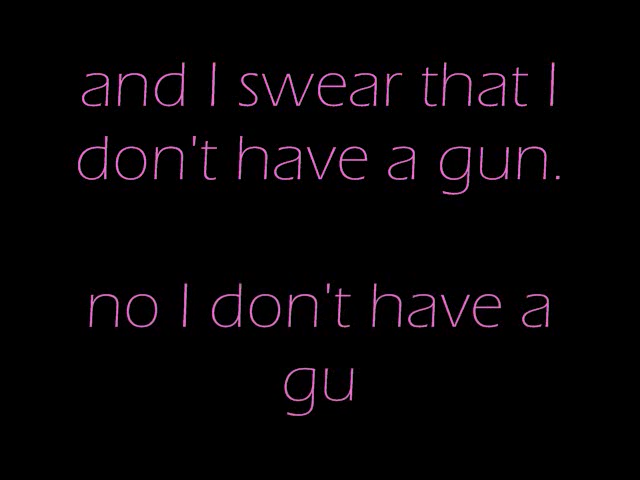 and I swear that I
don't have a gun.
no I don't have a
gu